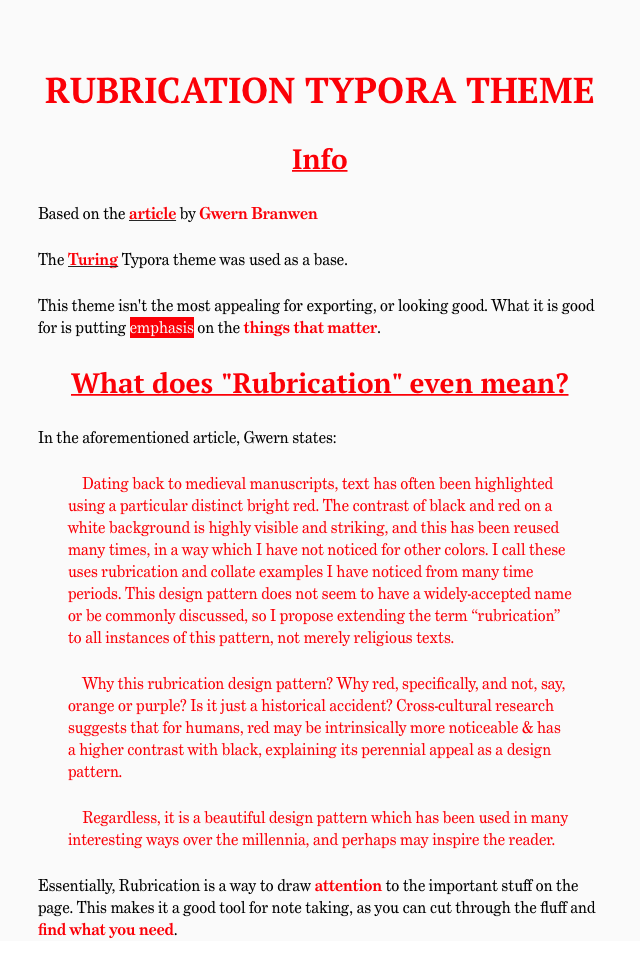 RUBRICATION TYPORA THEME
Info
Based on the article by Gwern Branwen
The Turing Typora theme was used as a base.
This theme isn't the most appealing for exporting, or looking good. What it is good
for is putting emphasis on the things that matter.
What does "Rubrication" even mean?
In the aforementioned article, Gwern states:
Dating back to medieval manuscripts, text has often been highlighted
using a particular distinct bright red. The contrast of black and red on a
white background is highly visible and striking, and this has been reused
many times, in a way which I have not noticed for other colors. I call these
uses rubrication and collate examples I have noticed from many time
periods. This design pattern does not seem to have a widely-accepted name
or be commonly discussed, so I propose extending the term “rubrication”
to all instances of this pattern, not merely religious texts.
Why this rubrication design pattern? Why red, specifically, and not, say,
orange or purple? Is it just a historical accident? Cross-cultural research
suggests that for humans, red may be intrinsically more noticeable & has
a higher contrast with black, explaining its perennial appeal as a design
pattern.
Regardless, it is a beautiful design pattern which has been used in many
interesting ways over the millennia, and perhaps may inspire the reader.
Essentially, Rubrication is a way to draw attention to the important stuff on the
page. This makes it a good tool for note taking, as you can cut through the fluff and
find what you need.